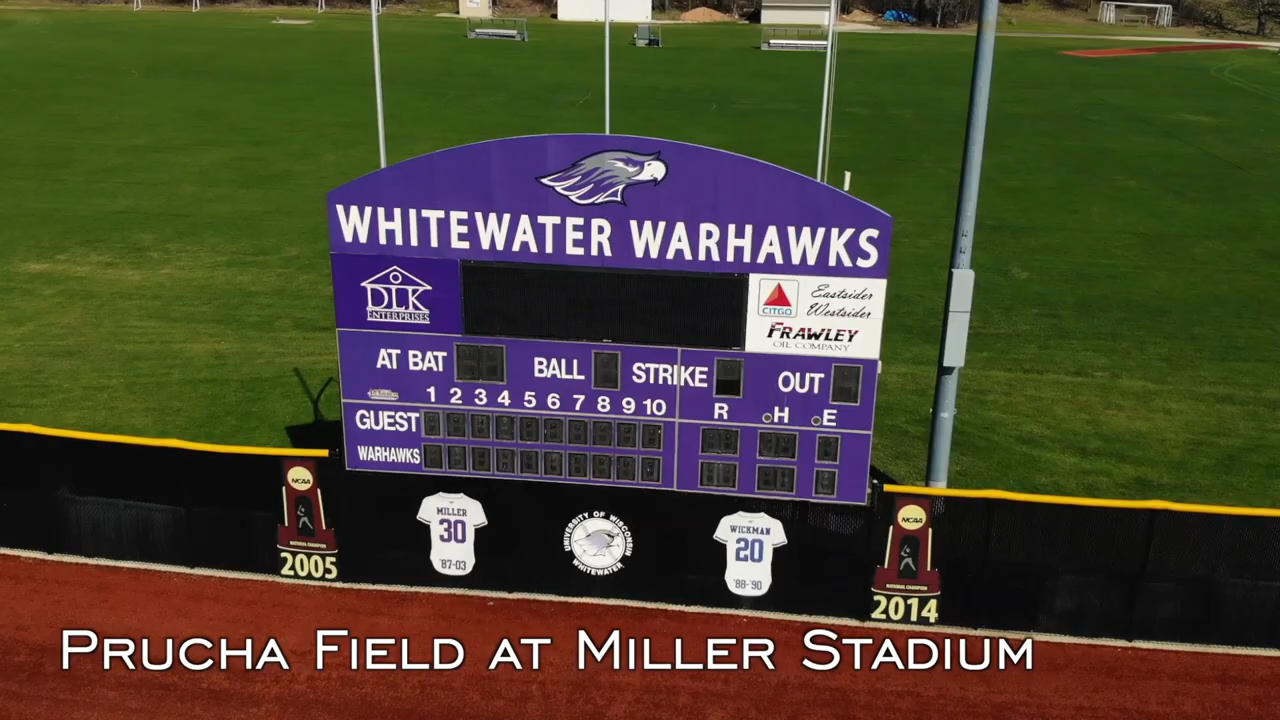 WHITEWATER WARHAWKS
DLK
ENTERPRISES
CITGO
Eastsider
Westsider
FRAWLEY
OIL COMPANY
AT BAT BALL STRIKE OUT
1 2 3 4 5 6 7 8 9 10 R H E
GUEST
WARHAWKS
NCAA
NATIONAL CHAMPION
2005
MILLER
30
'87-03
UNIVERSITY OF WISCONSIN
WHITEWATER
WICKMAN
20
'88-'90
NCAA
NATIONAL CHAMPION
2014
PRUCHA FIELD AT MILLER STADIUM